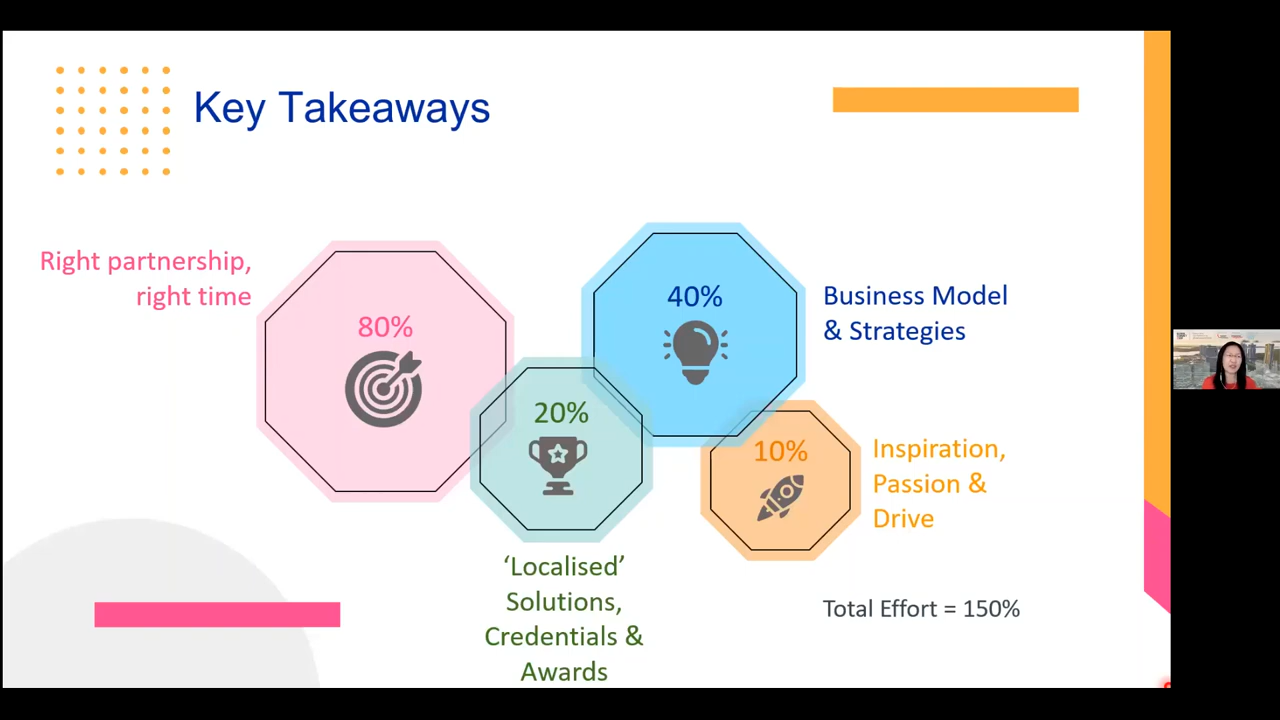 Key Takeaways
Right partnership,
right time
80%
20%
‘Localised’
Solutions,
Credentials &
Awards
40%
Business Model
& Strategies
10%
Inspiration,
Passion &
Drive
Total Effort = 150%